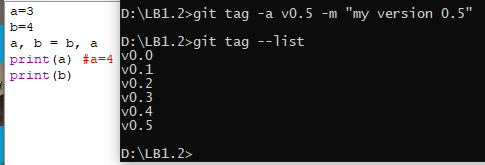 a=3
b=4
a, b = b, a
print(a) #a=4
print(b)
D:\LB1.2>git tag -a v0.5 -m "my version 0.5"
D:\LB1.2>git tag --list
v0.0
v0.1
v0.2
v0.3
v0.4
v0.5
D:\LB1.2>